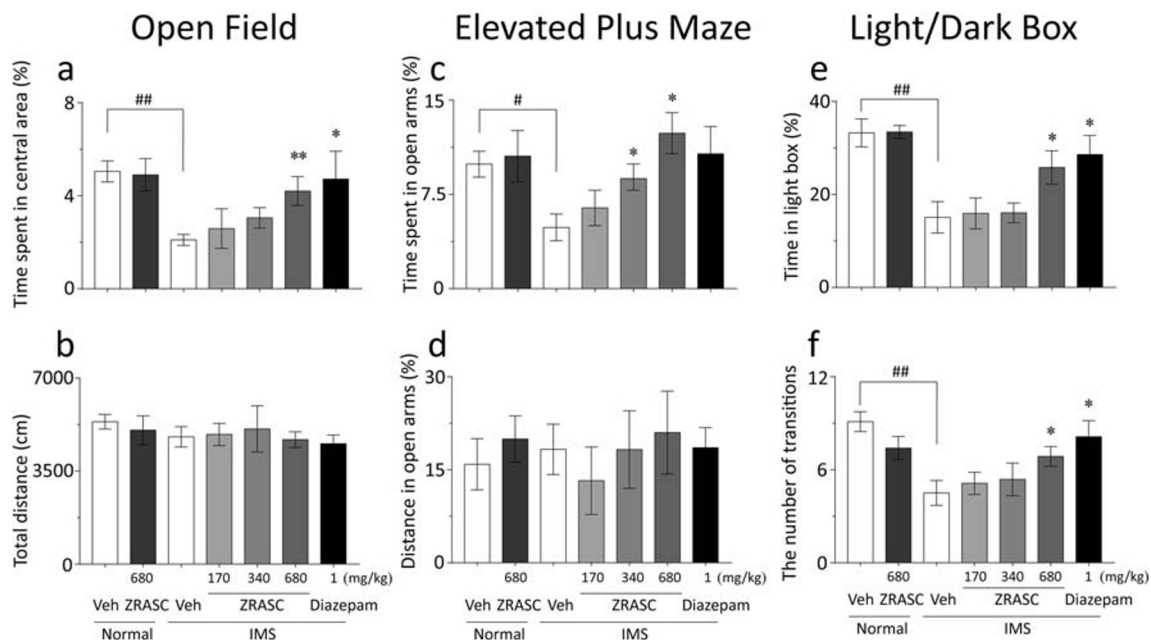 Open Field
Elevated Plus Maze
Light/Dark Box
a
Time spent in central area (%)
8
4
0
##
**
*
c
Time spent in open arms (%)
15
7.5
0
#
*
*
e
Time in light box (%)
40
20
0
##
*
*
b
Total distance (cm)
7000
3500
0
680 170 340 680 1 (mg/kg)
Veh ZRASC Veh ZRASC Diazepam
Normal IMS
d
Distance in open arms (%)
30
15
0
680 170 340 680 1 (mg/kg)
Veh ZRASC Veh ZRASC Diazepam
Normal IMS
f
The number of transitions
12
6
0
##
*
*
680 170 340 680 1 (mg/kg)
Veh ZRASC Veh ZRASC Diazepam
Normal IMS